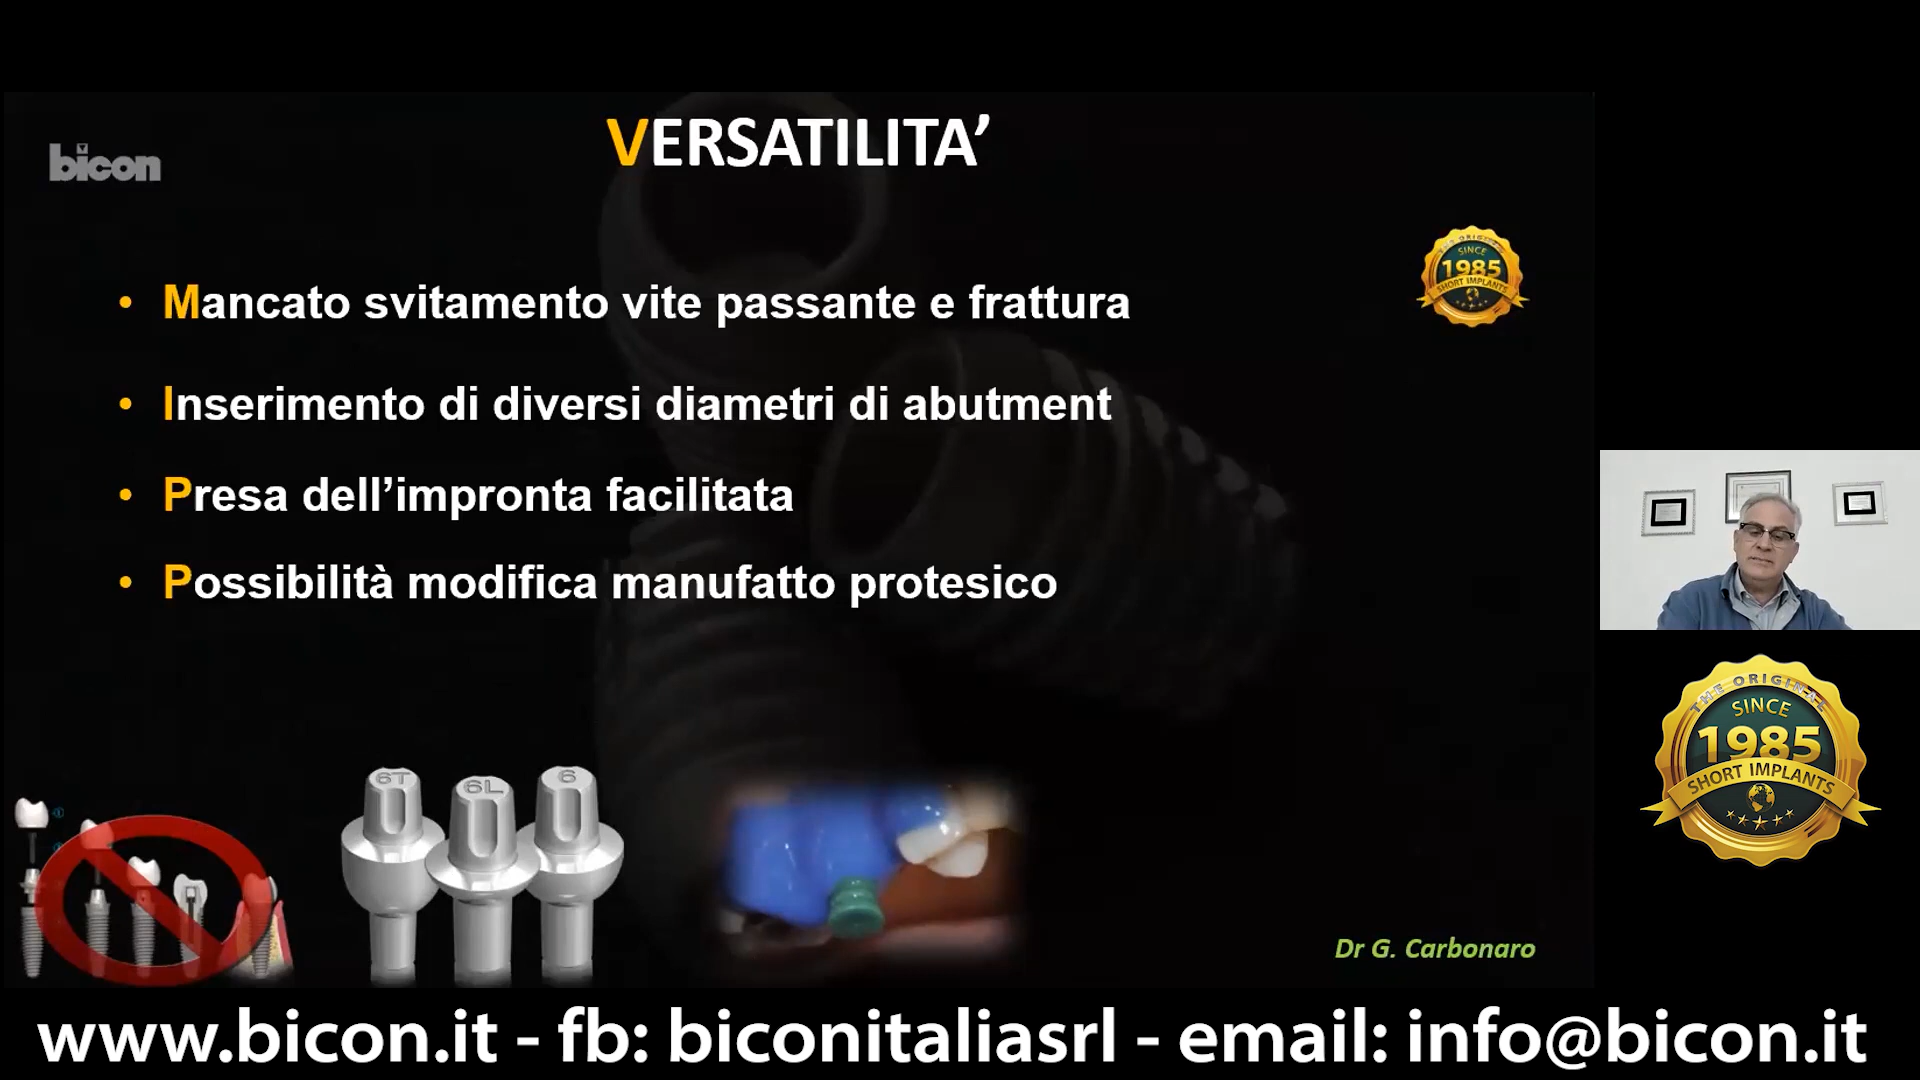 VERSATILITA’
bicon
THE ORIGINAL
SINCE
1985
SHORT IMPLANTS
• Mancato svitamento vite passante e frattura
• Inserimento di diversi diametri di abutment
• Presa dell’impronta facilitata
• Possibilità modifica manufatto protesico
THE ORIGINAL
SINCE
1985
SHORT IMPLANTS
6T
6L
6
Dr G. Carbonaro
www.bicon.it - fb: biconitaliasrl - email: info@bicon.it